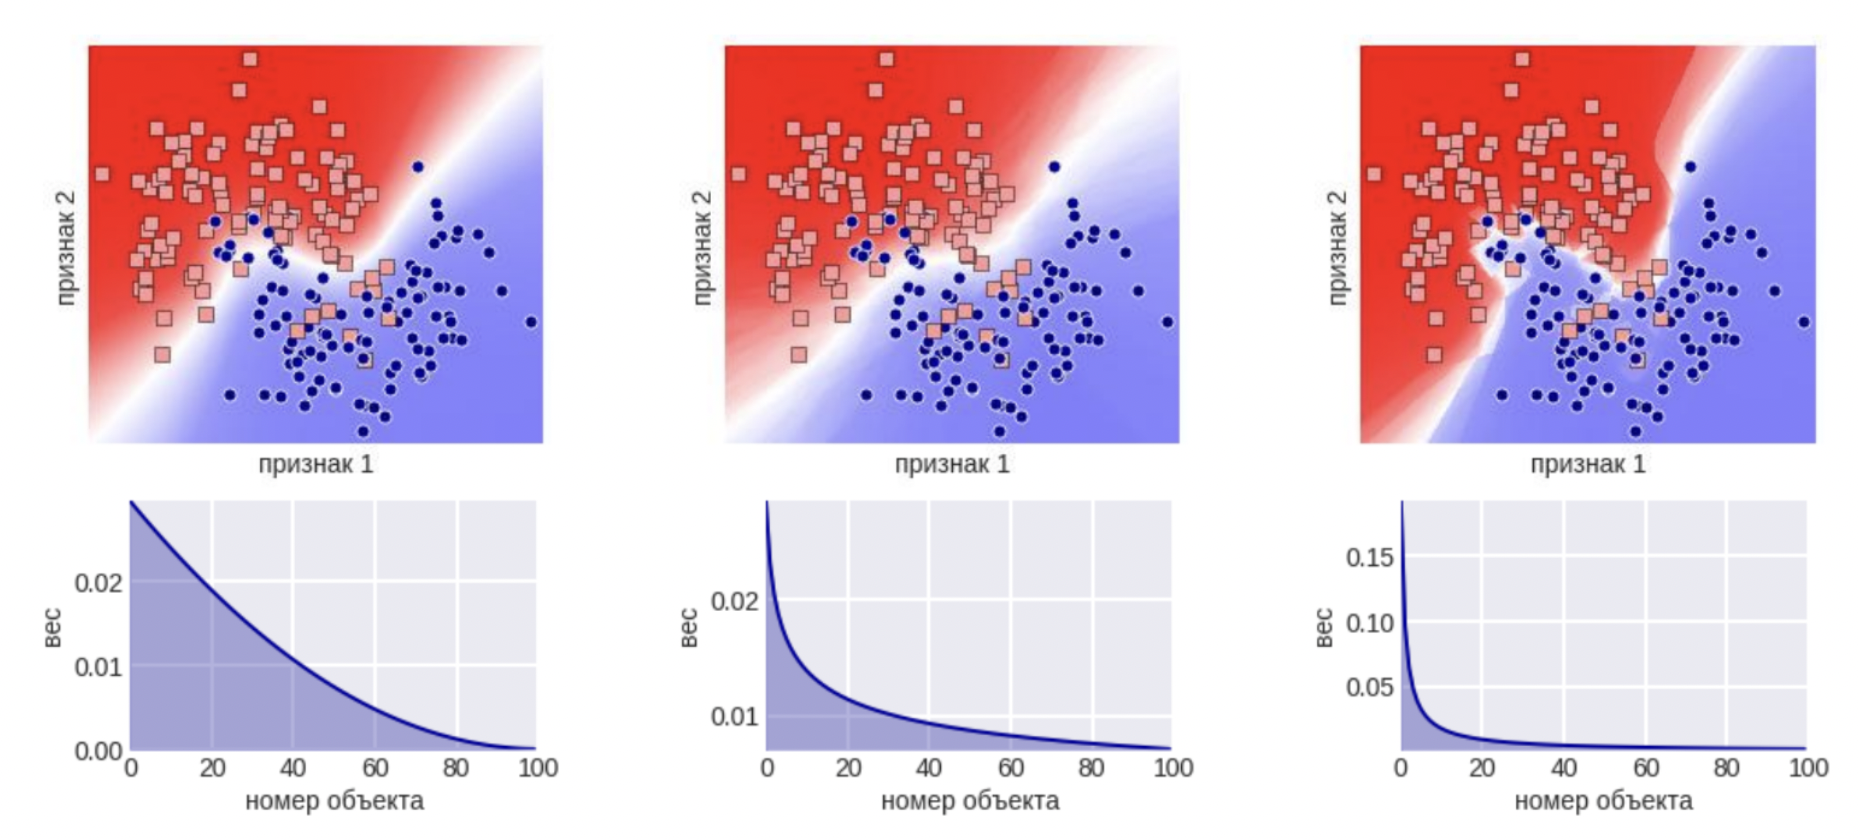 признак 2
признак 1
признак 2
признак 1
признак 2
признак 1
вес
0.02
0.01
0.00
0 20 40 60 80 100
номер объекта
вес
0.02
0.01
0 20 40 60 80 100
номер объекта
вес
0.15
0.10
0.05
0 20 40 60 80 100
номер объекта